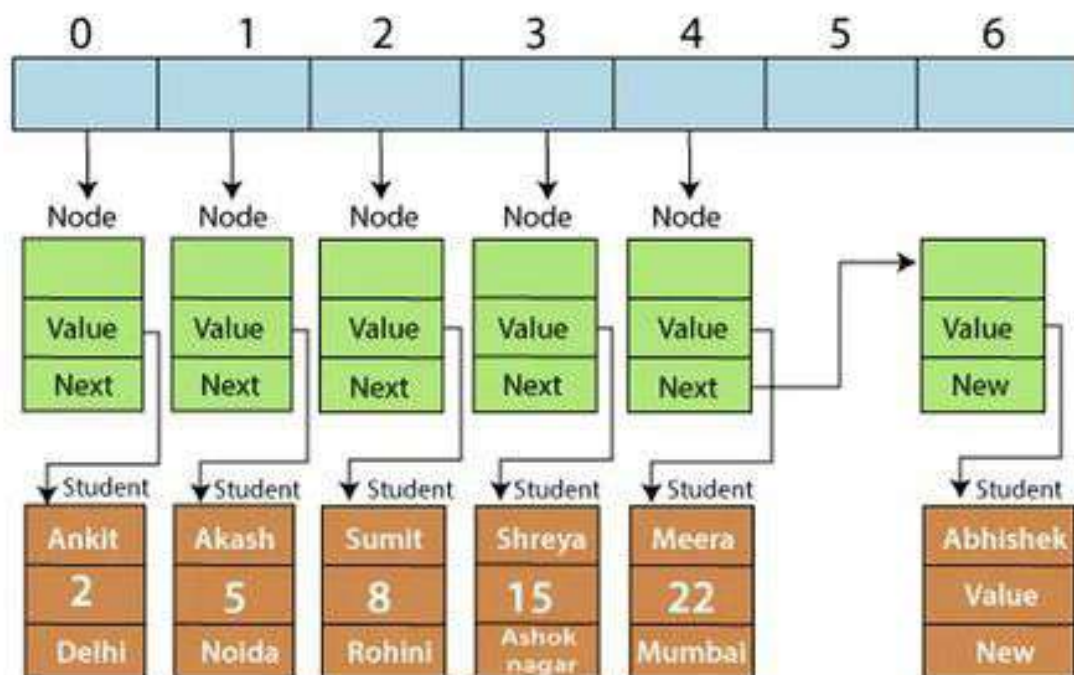 0 1 2 3 4 5 6
Node Node Node Node Node
Value Value Value Value Value Value
Next Next Next Next Next New
Student Student Student Student Student Student
Ankit Akash Sumit Shreya Meera Abhishek
2 5 8 15 22 Value
Delhi Noida Rohini Ashok nagar Mumbai New